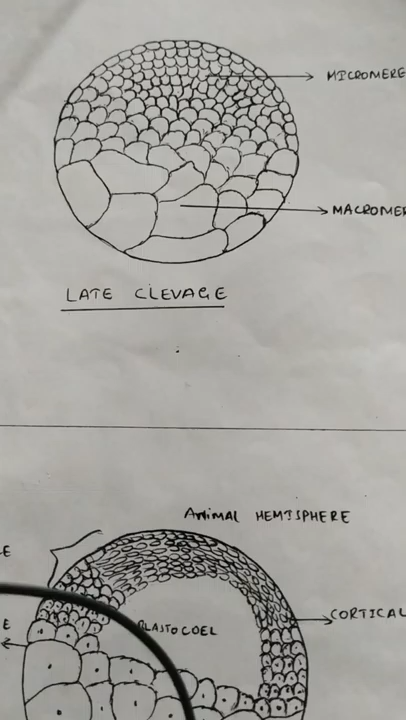 MICROMERE
MACROMER
LATE CLEVAGE
Animal HEMISPHERE
E
CORTICAL
E
BLASTOCOEL